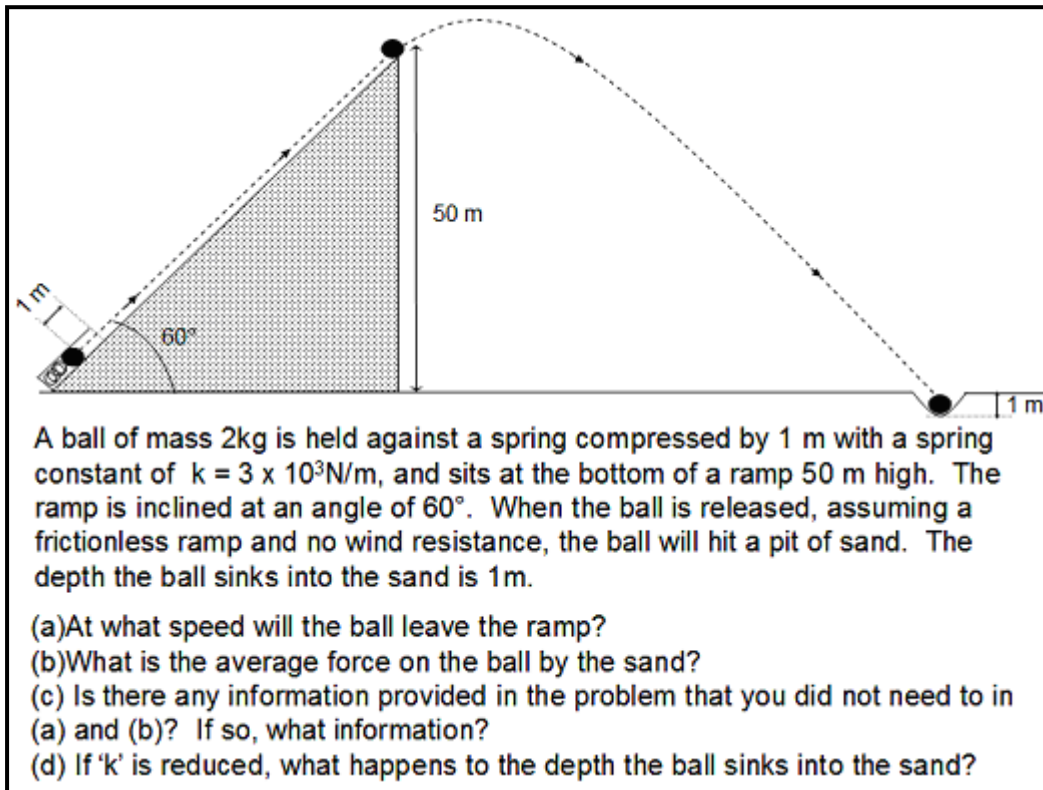 50 m
1 m
60°
1 m
A ball of mass 2kg is held against a spring compressed by 1 m with a spring
constant of k = 3 x 10³N/m, and sits at the bottom of a ramp 50 m high. The
ramp is inclined at an angle of 60°. When the ball is released, assuming a
frictionless ramp and no wind resistance, the ball will hit a pit of sand. The
depth the ball sinks into the sand is 1m.
(a)At what speed will the ball leave the ramp?
(b)What is the average force on the ball by the sand?
(c) Is there any information provided in the problem that you did not need to in
(a) and (b)? If so, what information?
(d) If ‘k’ is reduced, what happens to the depth the ball sinks into the sand?